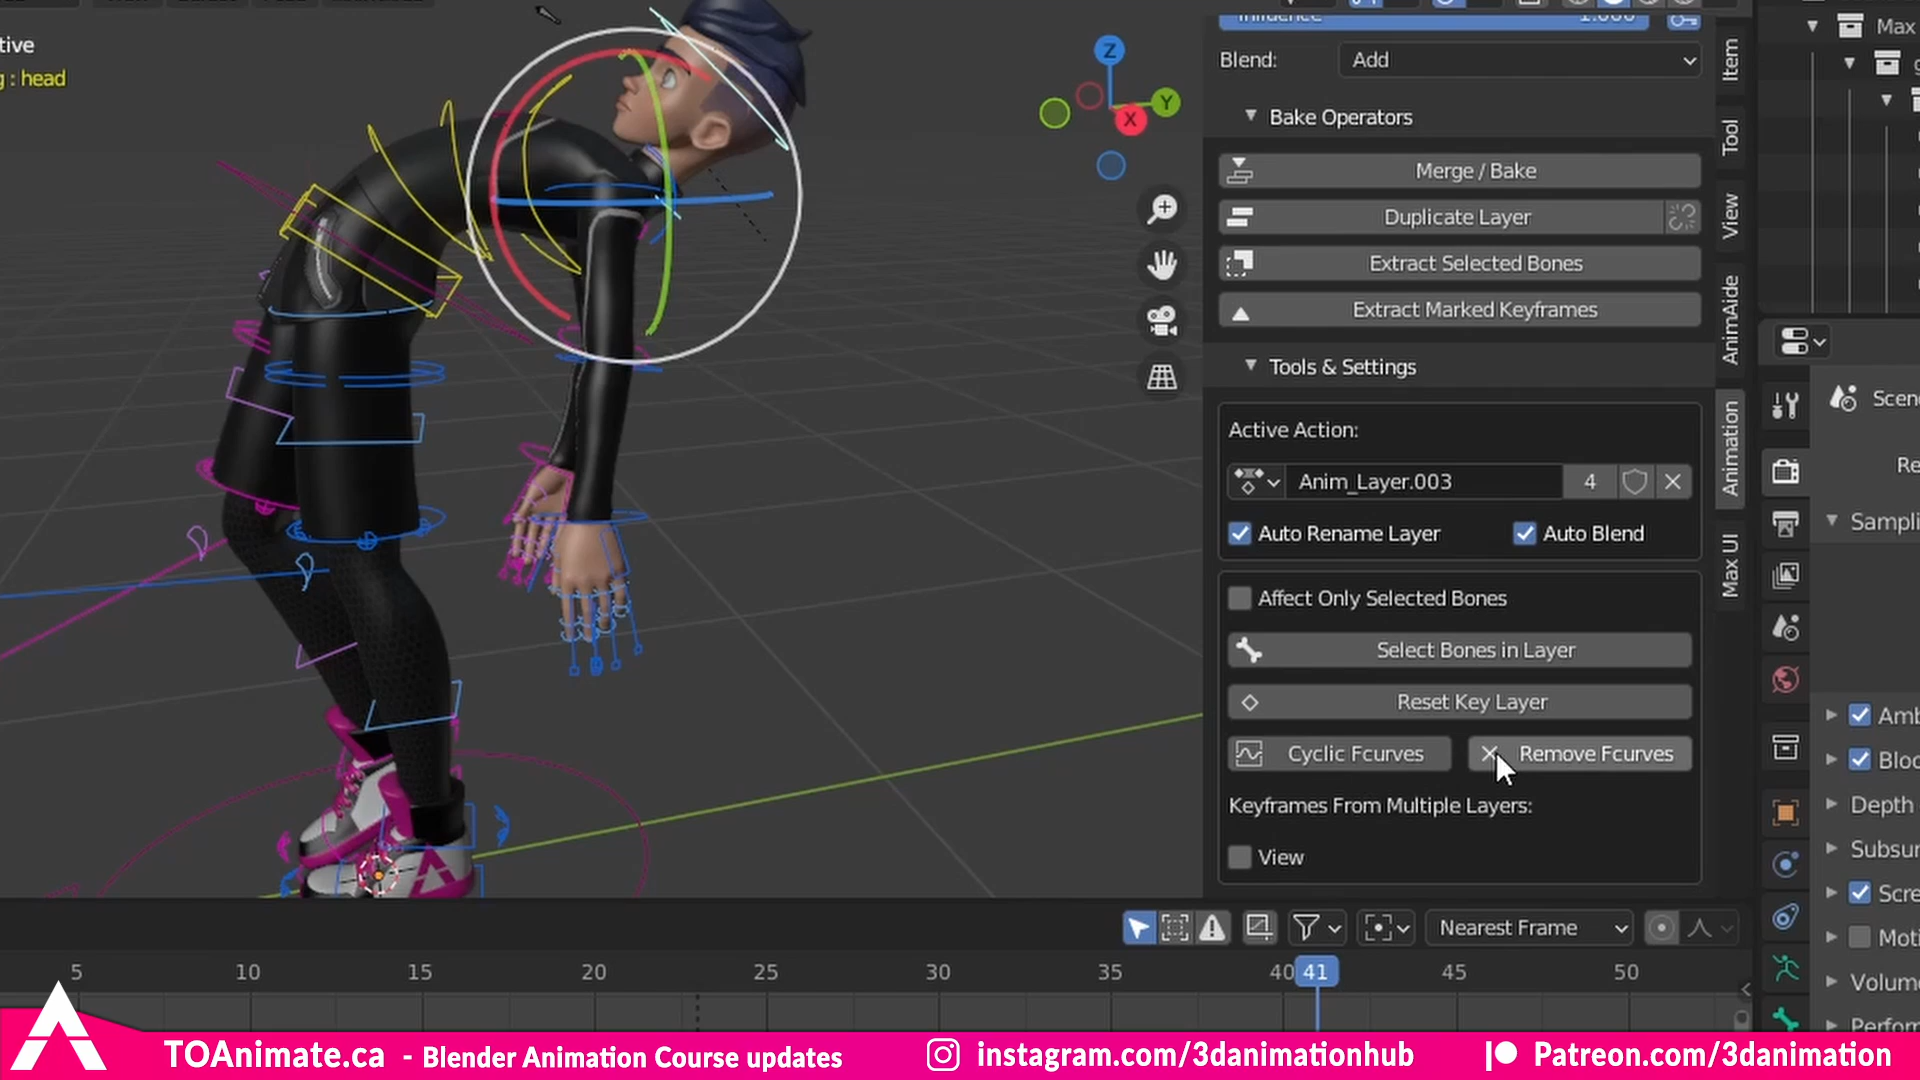 tive
g : head
Z
Y
X
Influence 1.000
Blend: Add
Bake Operators
Merge / Bake
Duplicate Layer
Extract Selected Bones
Extract Marked Keyframes
Tools & Settings
Active Action:
Anim_Layer.003 4
Auto Rename Layer Auto Blend
Affect Only Selected Bones
Select Bones in Layer
Reset Key Layer
Cyclic Fcurves Remove Fcurves
Keyframes From Multiple Layers:
View
Item
Tool
View
AnimAide
Animation
Max UI
Max
Scen
Re
Sampli
Amb
Bloo
Depth
Subsur
Scre
Moti
Volum
Perform
Nearest Frame
5 10 15 20 25 30 35 40 41 45 50
TOAnimate.ca - Blender Animation Course updates
instagram.com/3danimationhub
Patreon.com/3danimation